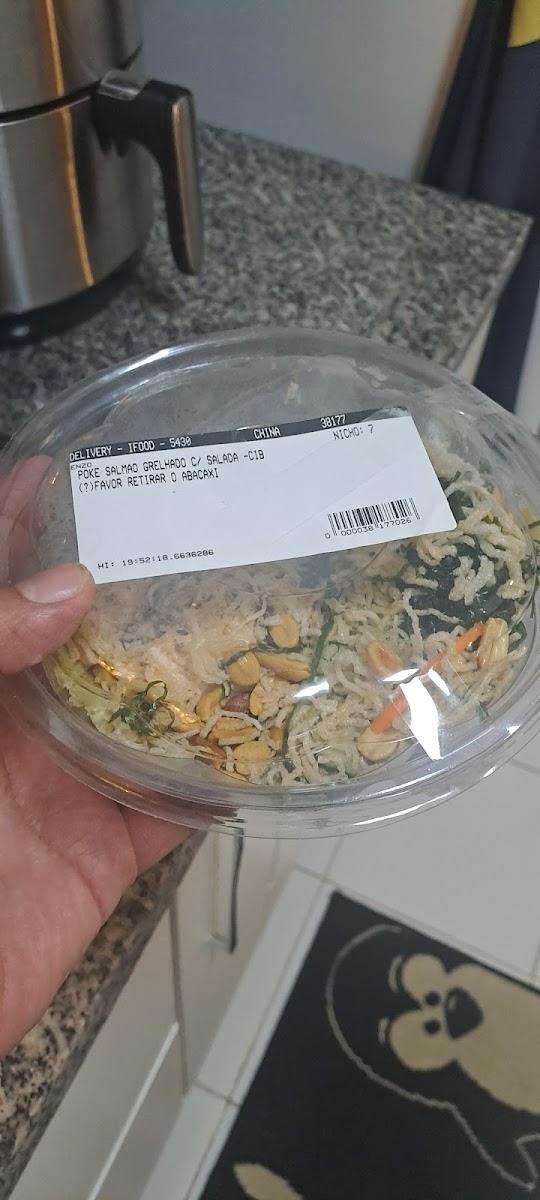 DELIVERY - IFOOD - 5430 CHINA 38177
ENZO NICHO: 7
POKE SALMAO GRELHADO C/ SALADA -CIB
(?)FAVOR RETIRAR O ABACAXI
0 000038 177026
HI: 19:52:18.6636286